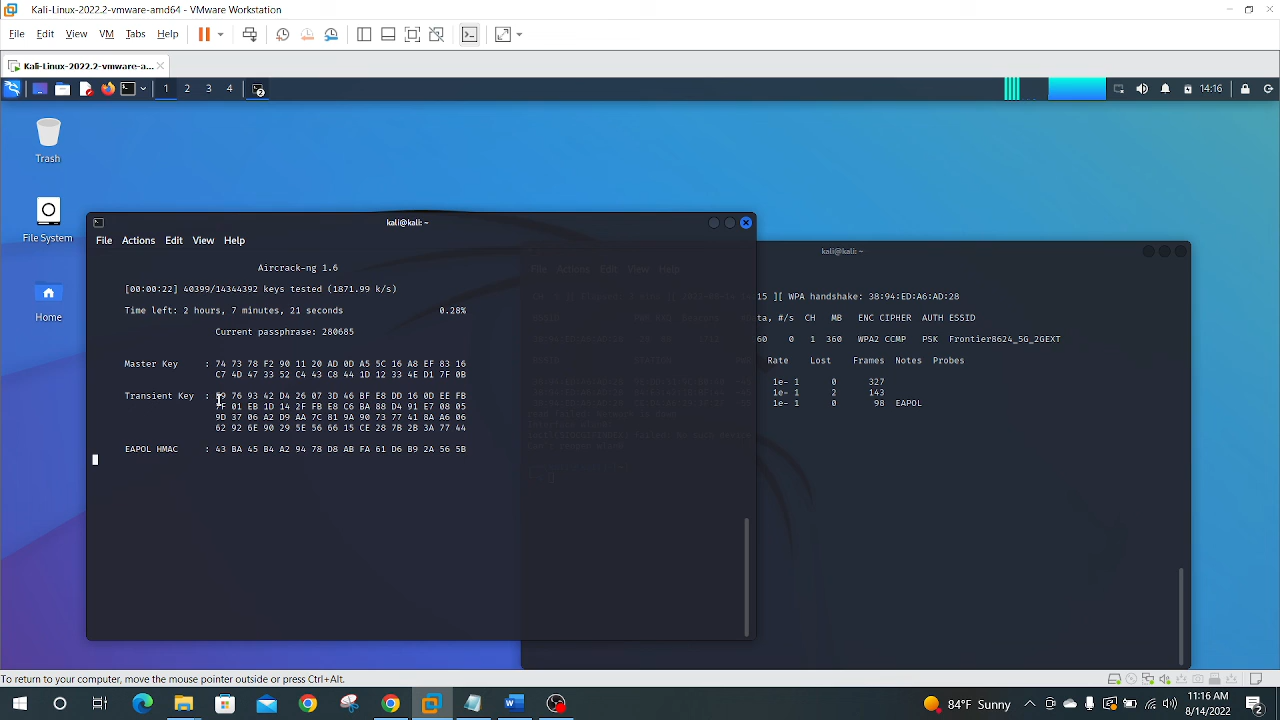 Kali-Linux-2022.2-vmware-amd64 - VMware Workstation
File Edit View VM Tabs Help
Kali-Linux-2022.2-vmware-a...
1 2 3 4
14:16
Trash
File System
Home
kali@kali: ~
File Actions Edit View Help
Aircrack-ng 1.6
[00:00:22] 40399/14344392 keys tested (1871.99 k/s)
Time left: 2 hours, 7 minutes, 21 seconds 0.28%
Current passphrase: 280685
Master Key : 74 73 78 F2 90 11 20 AD 0D A5 5C 16 A8 EF 83 16
C7 4D 47 33 52 C4 43 C8 44 1D 12 33 4E D1 7F 0B
Transient Key : 76 93 42 D4 26 07 3D 46 BF E8 DD 16 0D EE FB
7F 01 EB 1D 14 2F FB E8 C6 BA 88 D4 91 E7 08 05
9D 37 06 A2 D9 AA 7C 81 9A 90 73 77 41 BA A6 06
62 92 6E 90 29 5E 56 66 15 CE 28 7B 2B 3A 77 44
EAPOL HMAC : 43 BA 45 B4 A2 94 78 D8 AB FA 61 D6 B9 2A 56 5B
kali@kali: ~
File Actions Edit View Help
15 ][ WPA handshake: 38:94:ED:A6:AD:28
#/s CH MB ENC CIPHER AUTH ESSID
0 1 360 WPA2 CCMP PSK Frontier8624_5G_2GEXT
Rate Lost Frames Notes Probes
1e- 1 0 327
1e- 1 2 143
1e- 1 0 98 EAPOL
To return to your computer, move the mouse pointer outside or press Ctrl+Alt.
84°F Sunny
11:16 AM
8/14/2022